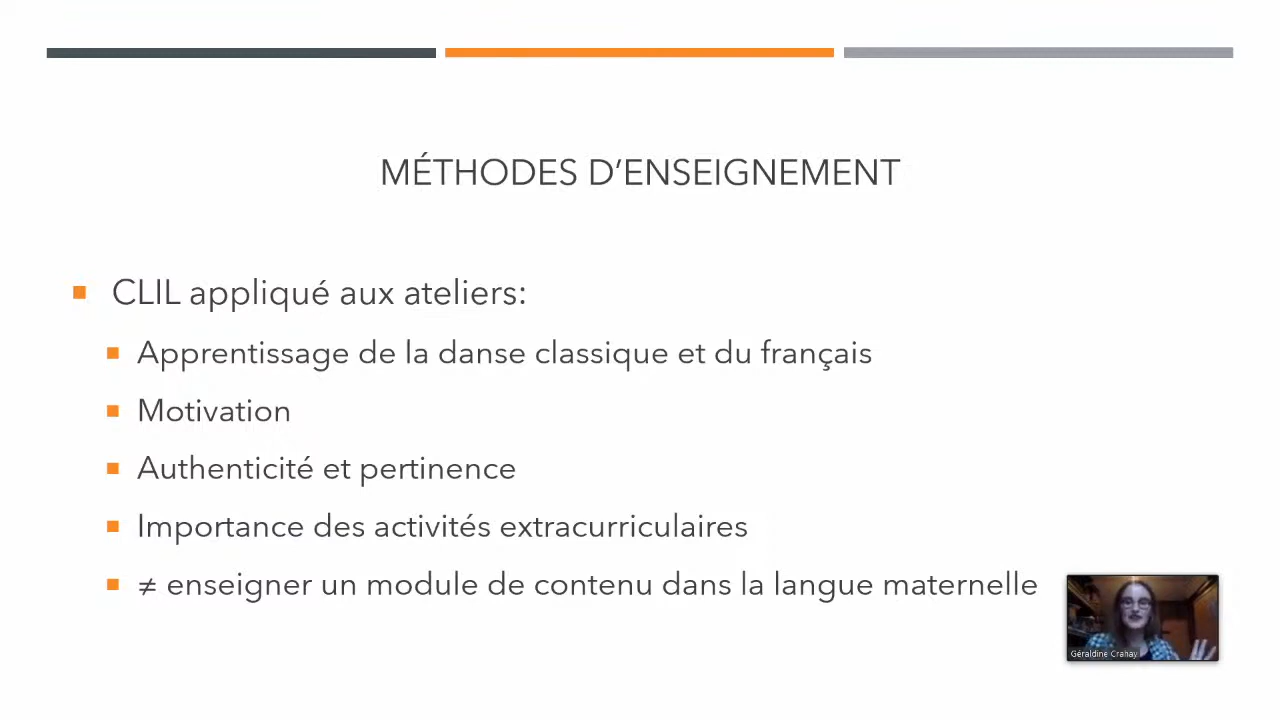 MÉTHODES D’ENSEIGNEMENT
CLIL appliqué aux ateliers:
Apprentissage de la danse classique et du français
Motivation
Authenticité et pertinence
Importance des activités extracurriculaires
≠ enseigner un module de contenu dans la langue maternelle
Géraldine Crahay